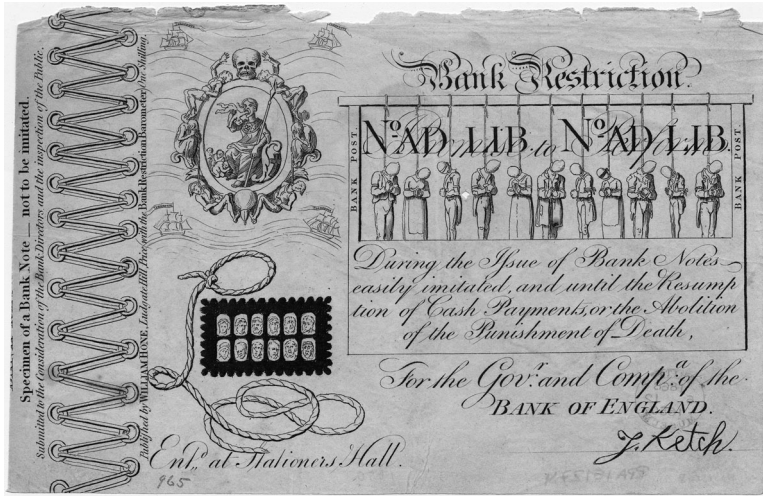 Bank Restriction.
BANK POST.
No. AD LIB. No. AD LIB.
I Promise to Perform
BANK POST.
During the Issue of Bank Notes
easily imitated, and until the Resump
tion of Cash Payments, or the Abolition
of the Punishment of Death,
For the Govr. and Compa. of the
BANK OF ENGLAND.
J. Ketch.
Entd. at Stationers Hall.
965
Specimen of a Bank Note — not to be imitated.
Submitted to the Consideration of the Bank Directors and the inspection of the Public.
Published by WILLIAM HONE, Ludgate Hill, Price, with the Bank Restriction Barometer, One Shilling.